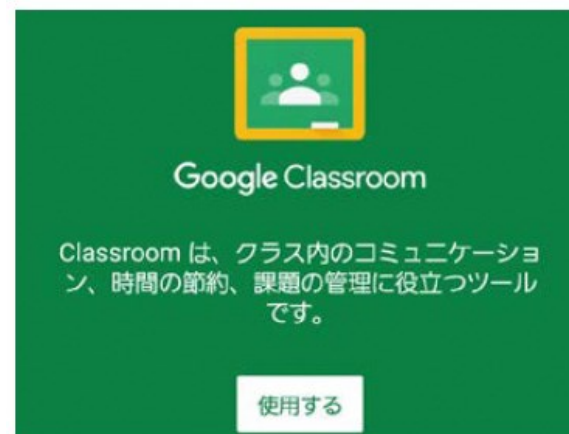 Google Classroom
Classroom は、クラス内のコミュニケーショ
ン、時間の節約、課題の管理に役立つツール
です。
使用する